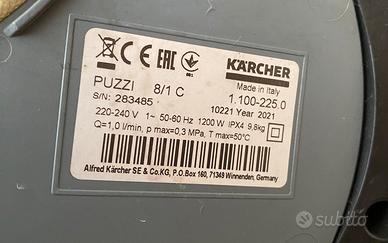 CE EAC
KÄRCHER
PUZZI 8/1 C
Made in Italy
S/N: 283485
1.100-225.0
10221 Year 2021
220-240 V 1~ 50-60 Hz 1200 W IPX4 9,8kg
Q=1,0 l/min, p max=0,3 MPa, T max=50°C
Alfred Kärcher SE & Co.KG, P.O.Box 160, 71349 Winnenden, Germany
subito